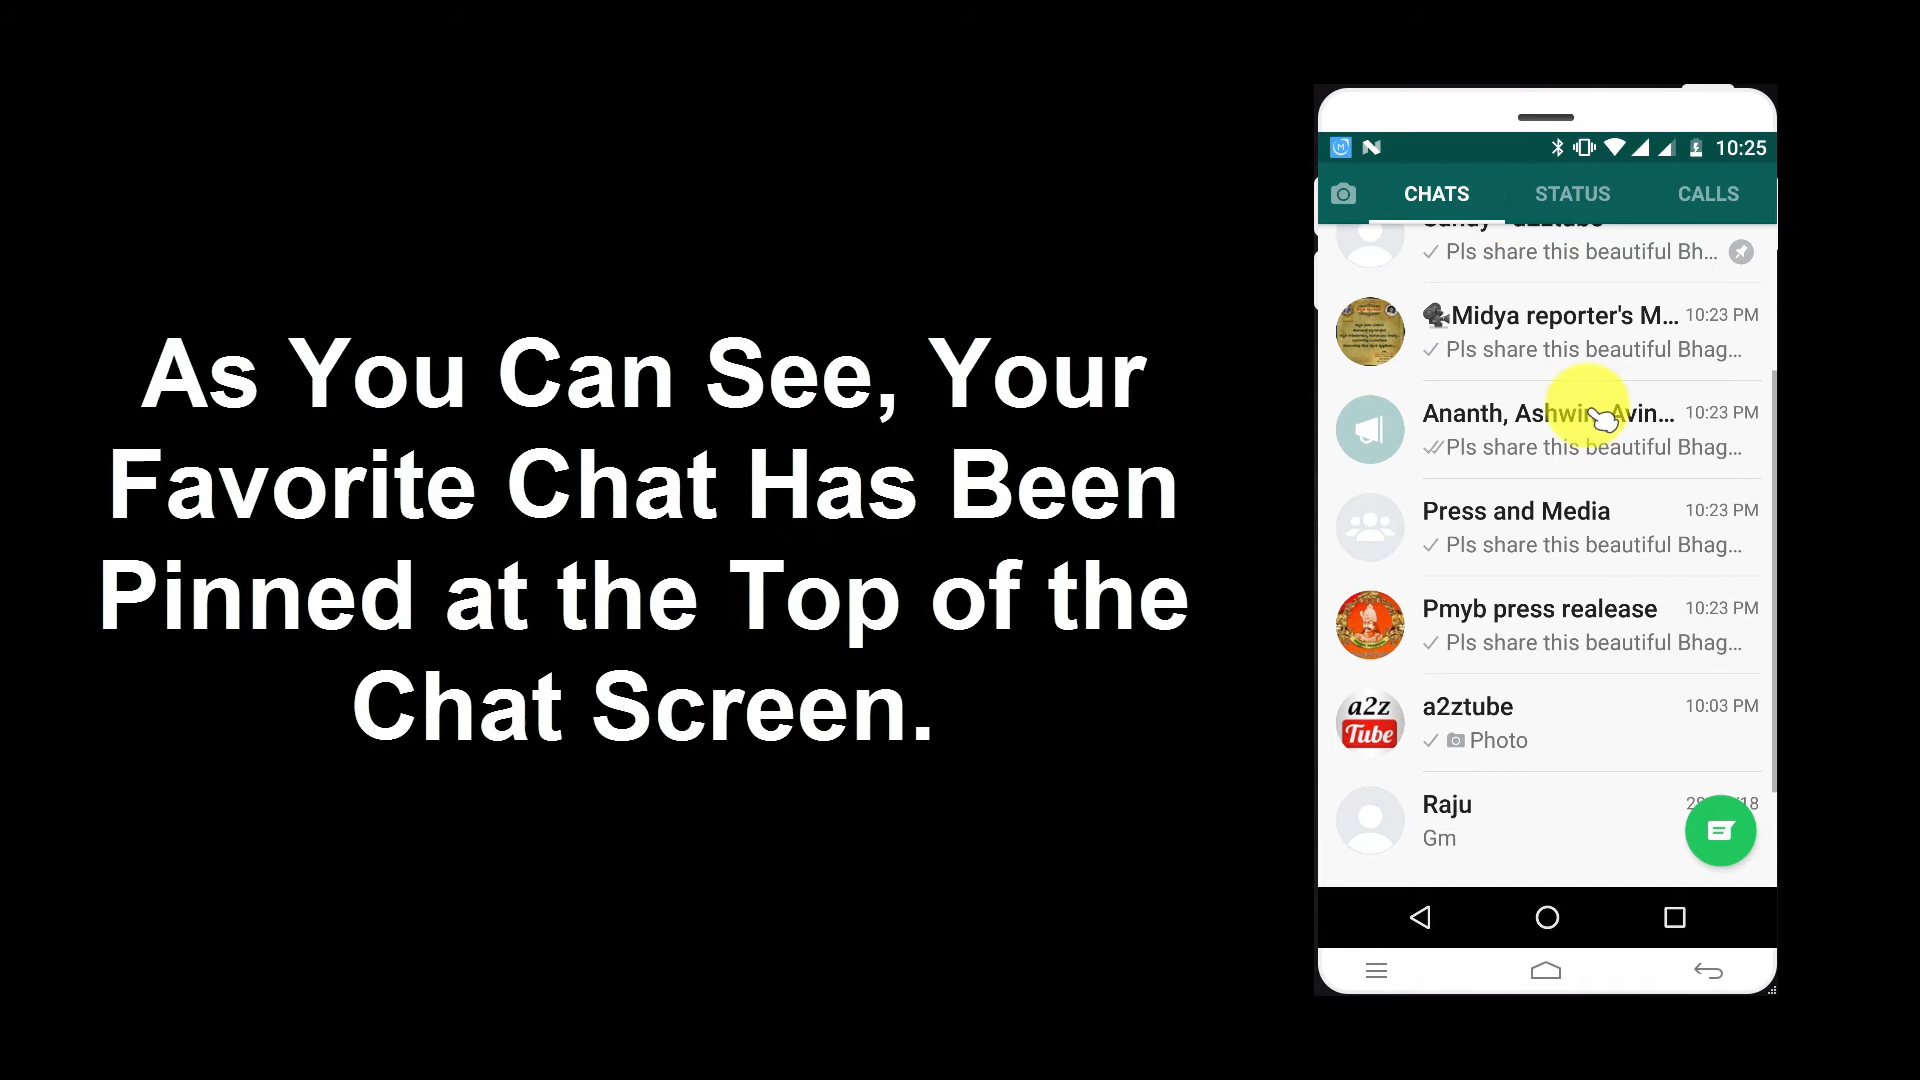 As You Can See, Your
Favorite Chat Has Been
Pinned at the Top of the
Chat Screen.
10:25
CHATS STATUS CALLS
Pls share this beautiful Bh...
Midya reporter's M... 10:23 PM
Pls share this beautiful Bhag...
Ananth, Ashwin, Avin... 10:23 PM
Pls share this beautiful Bhag...
Press and Media 10:23 PM
Pls share this beautiful Bhag...
Pmyb press realease 10:23 PM
Pls share this beautiful Bhag...
a2z
Tube
a2ztube 10:03 PM
Photo
Raju
Gm